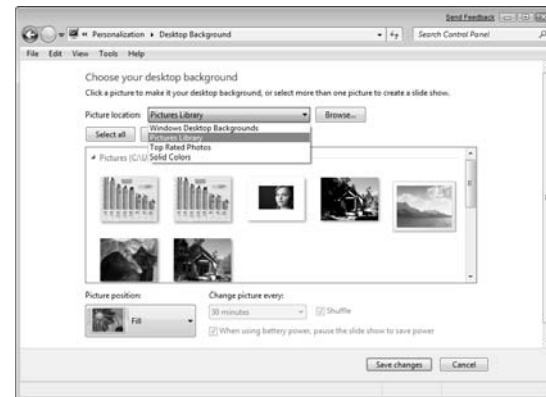 Send Feedback
« Personalization ▸ Desktop Background
Search Control Panel
File Edit View Tools Help
Choose your desktop background
Click a picture to make it your desktop background, or select more than one picture to create a slide show.
Picture location: Pictures Library Browse...
Windows Desktop Backgrounds
Select all
Pictures Library
Top Rated Photos
Pictures (C:\U
Solid Colors
Picture position: Change picture every:
Fill
30 minutes
Shuffle
When using battery power, pause the slide show to save power
Save changes Cancel